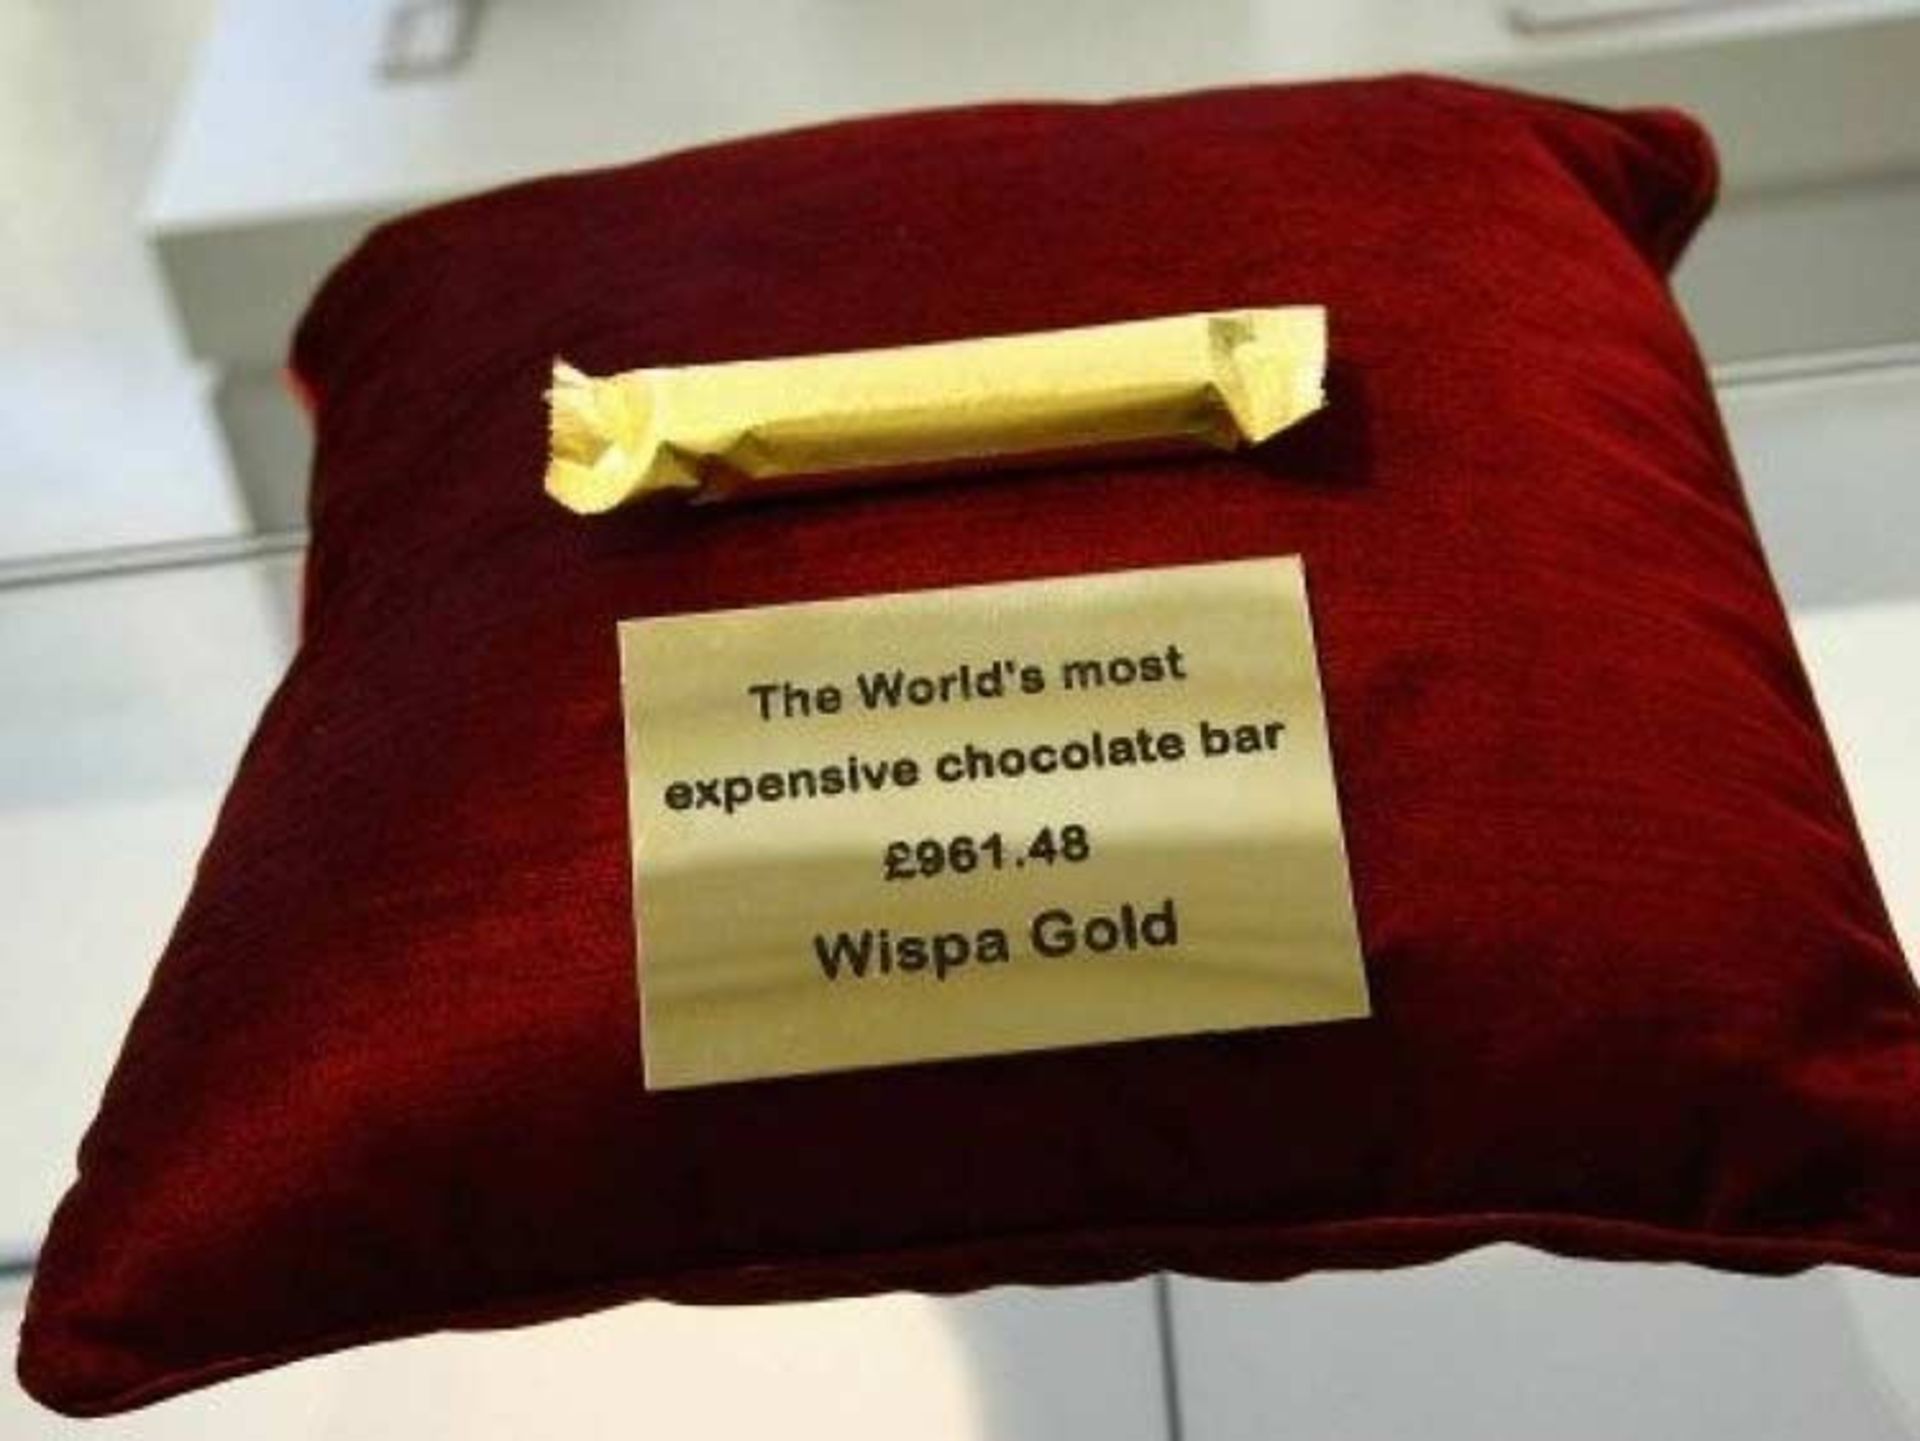 The World's most
expensive chocolate bar
£961.48
Wispa Gold